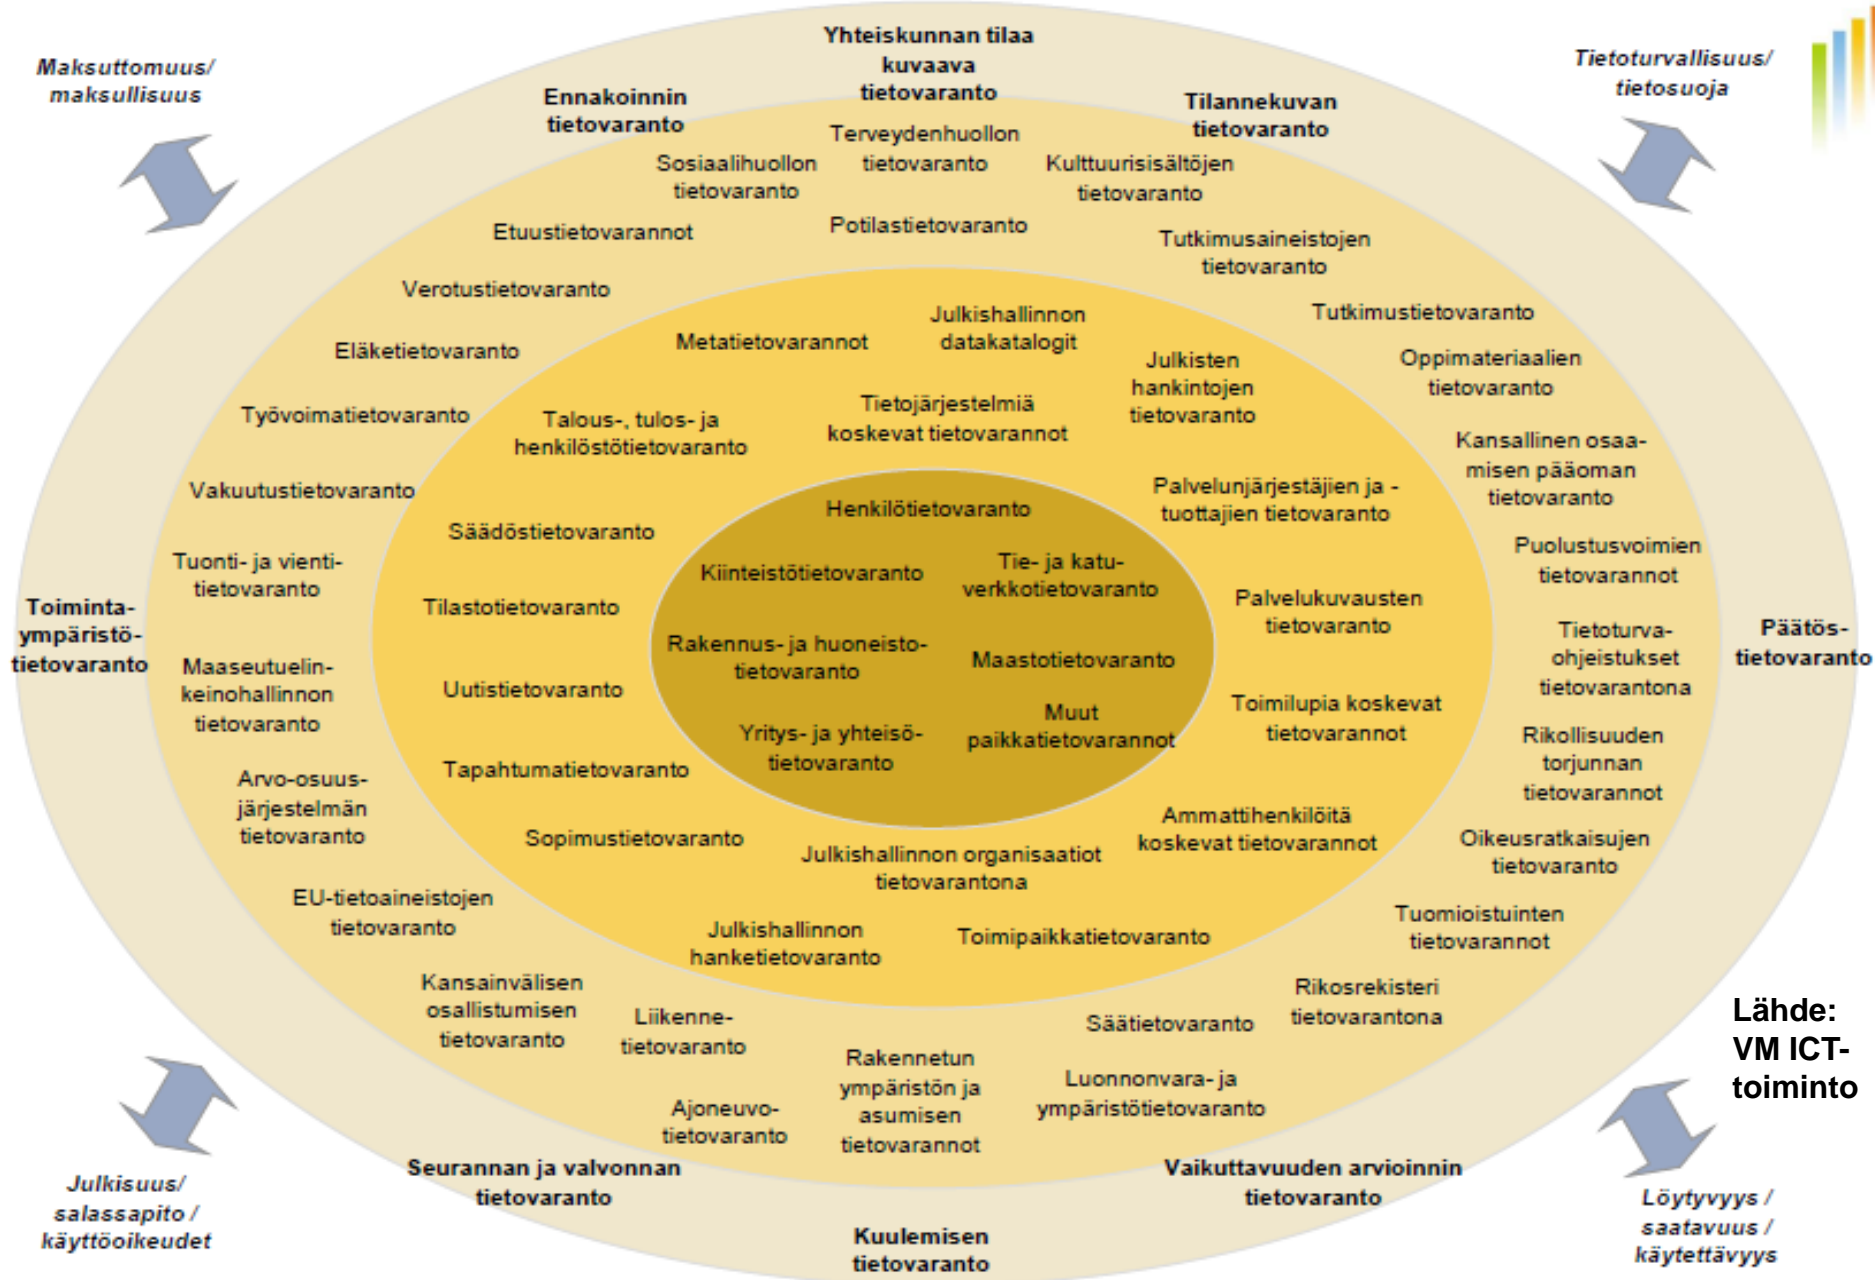 Maksuttomuus/
maksullisuus
Yhteiskunnan tilaa
kuvaava
tietovaranto
Tietoturvallisuus/
tietosuoja
Ennakoinnin
tietovaranto
Tilannekuvan
tietovaranto
Terveydenhuollon
tietovaranto
Sosiaalihuollon
tietovaranto
Kulttuurisisältöjen
tietovaranto
Etuustietovarannot
Potilastietovaranto
Tutkimusaineistojen
tietovaranto
Verotustietovaranto
Tutkimustietovaranto
Eläketietovaranto
Metatietovarannot
Julkishallinnon
datakatalogit
Julkisten
hankintojen
tietovaranto
Oppimateriaalien
tietovaranto
Työvoimatietovaranto
Talous-, tulos- ja
henkilöstötietovaranto
Tietojärjestelmiä
koskevat tietovarannot
Kansallinen osaa-
misen pääoman
tietovaranto
Vakuutustietovaranto
Palvelunjärjestäjien ja -
tuottajien tietovaranto
Henkilötietovaranto
Säädöstietovaranto
Puolustusvoimien
tietovarannot
Tuonti- ja vienti-
tietovaranto
Kiinteistötietovaranto
Tie- ja katu-
verkkotietovaranto
Toiminta-
ympäristö-
tietovaranto
Tilastotietovaranto
Palvelukuvausten
tietovaranto
Tietoturva-
ohjeistukset
tietovarantona
Päätös-
tietovaranto
Maaseutuelin-
keinohallinnon
tietovaranto
Rakennus- ja huoneisto-
tietovaranto
Maastotietovaranto
Uutistietovaranto
Toimilupia koskevat
tietovarannot
Yritys- ja yhteisö-
tietovaranto
Muut
paikkatietovarannot
Rikollisuuden
torjunnan
tietovarannot
Arvo-osuus-
järjestelmän
tietovaranto
Tapahtumatietovaranto
Sopimustietovaranto
Ammattihenkilöitä
koskevat tietovarannot
Oikeusratkaisujen
tietovaranto
Julkishallinnon organisaatiot
tietovarantona
EU-tietoaineistojen
tietovaranto
Tuomioistuinten
tietovarannot
Julkishallinnon
hanketietovaranto
Toimipaikkatietovaranto
Kansainvälisen
osallistumisen
tietovaranto
Liikenne-
tietovaranto
Säätietovaranto
Rikosrekisteri
tietovarantona
Lähde:
VM ICT-
toiminto
Ajoneuvo-
tietovaranto
Rakennetun
ympäristön ja
asumisen
tietovarannot
Luonnonvara- ja
ympäristötietovaranto
Seurannan ja valvonnan
tietovaranto
Vaikuttavuuden arvioinnin
tietovaranto
Julkisuus/
salassapito /
käyttöoikeudet
Kuulemisen
tietovaranto
Löytyvyys /
saatavuus /
käytettävyys